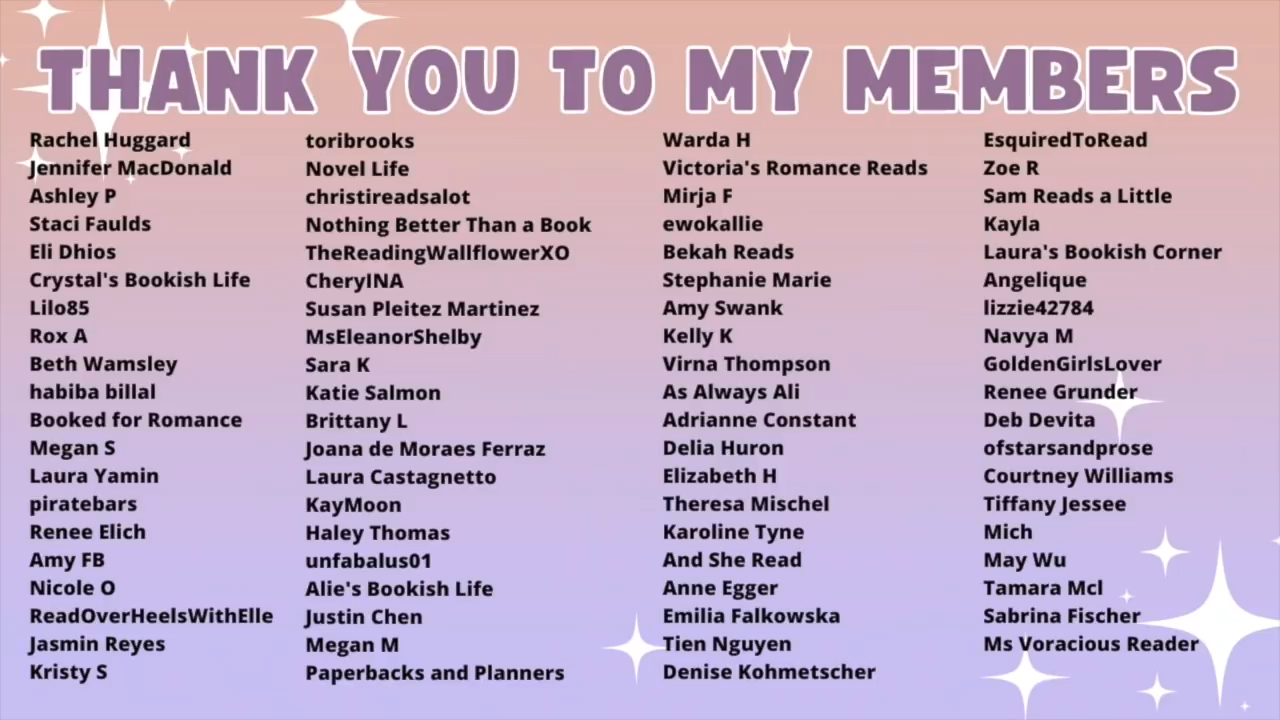 THANK YOU TO MY MEMBERS
Rachel Huggard
Jennifer MacDonald
Ashley P
Staci Faulds
Eli Dhios
Crystal's Bookish Life
Lilo85
Rox A
Beth Wamsley
habiba billal
Booked for Romance
Megan S
Laura Yamin
piratebars
Renee Elich
Amy FB
Nicole O
ReadOverHeelsWithElle
Jasmin Reyes
Kristy S
toribrooks
Novel Life
christireadsalot
Nothing Better Than a Book
TheReadingWallflowerXO
CheryINA
Susan Pleitez Martinez
MsEleanorShelby
Sara K
Katie Salmon
Brittany L
Joana de Moraes Ferraz
Laura Castagnetto
KayMoon
Haley Thomas
unfabalus01
Alie's Bookish Life
Justin Chen
Megan M
Paperbacks and Planners
Warda H
Victoria's Romance Reads
Mirja F
ewokallie
Bekah Reads
Stephanie Marie
Amy Swank
Kelly K
Virna Thompson
As Always Ali
Adrianne Constant
Delia Huron
Elizabeth H
Theresa Mischel
Karoline Tyne
And She Read
Anne Egger
Emilia Falkowska
Tien Nguyen
Denise Kohmetscher
EsquiredToRead
Zoe R
Sam Reads a Little
Kayla
Laura's Bookish Corner
Angelique
lizzie42784
Navya M
GoldenGirlsLover
Renee Grunder
Deb Devita
ofstarsandprose
Courtney Williams
Tiffany Jessee
Mich
May Wu
Tamara Mcl
Sabrina Fischer
Ms Voracious Reader